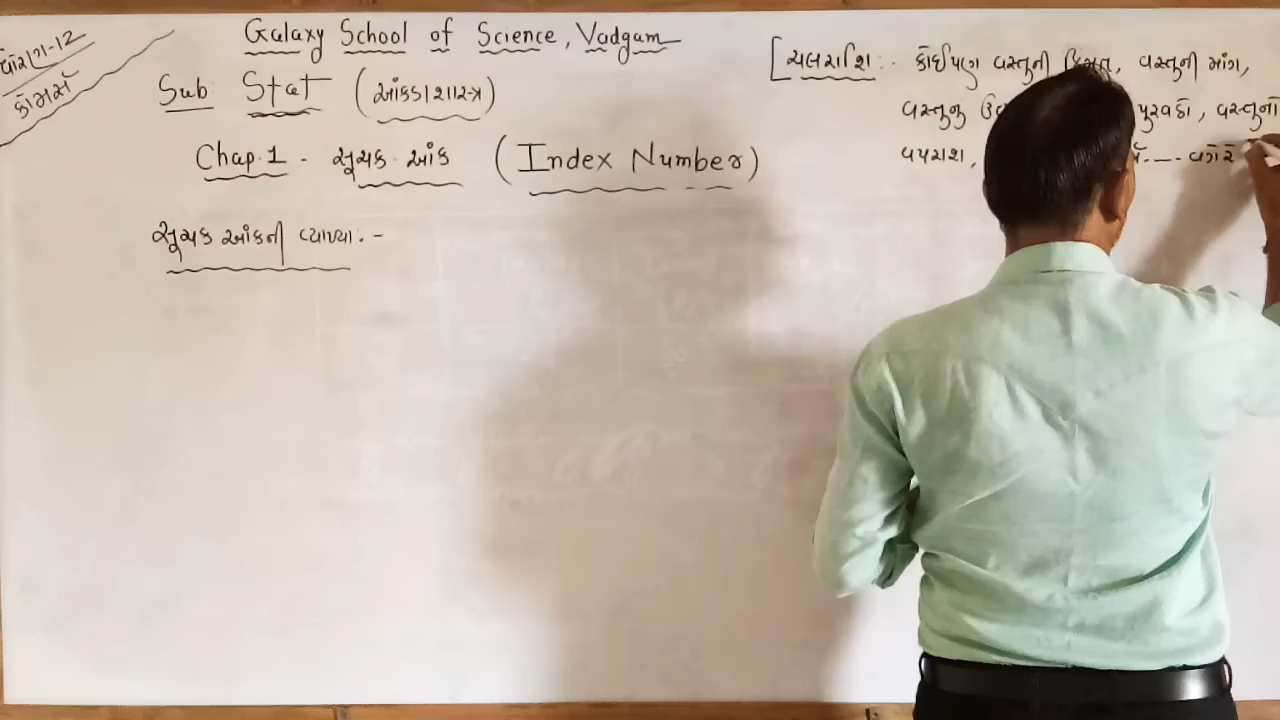 ધોરણ-12
કોમર્સ
Galaxy School of Science, Vadgam
Sub: Stat (આંકડાશાસ્ત્ર)
Chap.1 - સૂચક આંક (Index Number)
સૂચક આંકની વ્યાખ્યા:-
[ચલરાશિ:- કોઈપણ વસ્તુની કિંમત, વસ્તુની માંગ,
વસ્તુનુ પુરવઠો, વસ્તુનો
વપરાશ, --- વગેરે